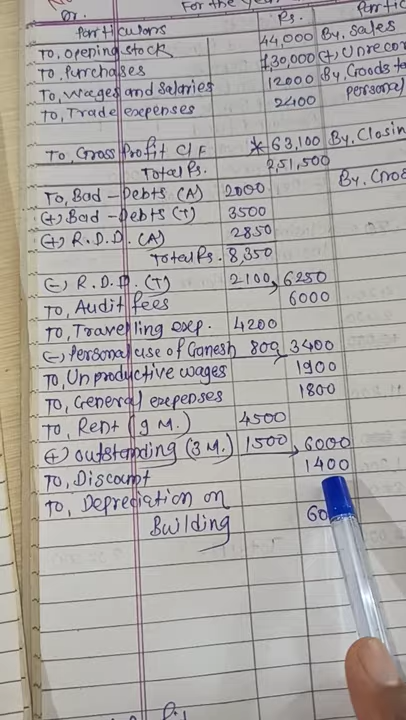 For the Year
Dr.
Particulars Rs. Partic
To, Opening stock 44,000 By, Sales
To, Purchases 1,30,000 (+) Unrecor
To, Wages and Salaries 12000 By, Goods t
To, Trade expenses 2400 personal
To, Gross Profit C/F * 63,100 By, Closin
Total Rs. 2,51,500
To, Bad-Debts (A) 2000 By, Gros
(+) Bad-Debts (T) 3500
(+) R.D.D. (A) 2850
Total Rs. 8,350
(-) R.D.D. (T) 2100 6250
To, Audit fees 6000
To, Travelling exp. 4200
(-) Personal use of Ganesh 800 3400
To, Unproductive wages 1900
To, General expenses 1800
To, Rent (9 M.) 4500
(+) Outstanding (3 M.) 1500 6000
To, Discount 1400
To, Depreciation on
Building 60